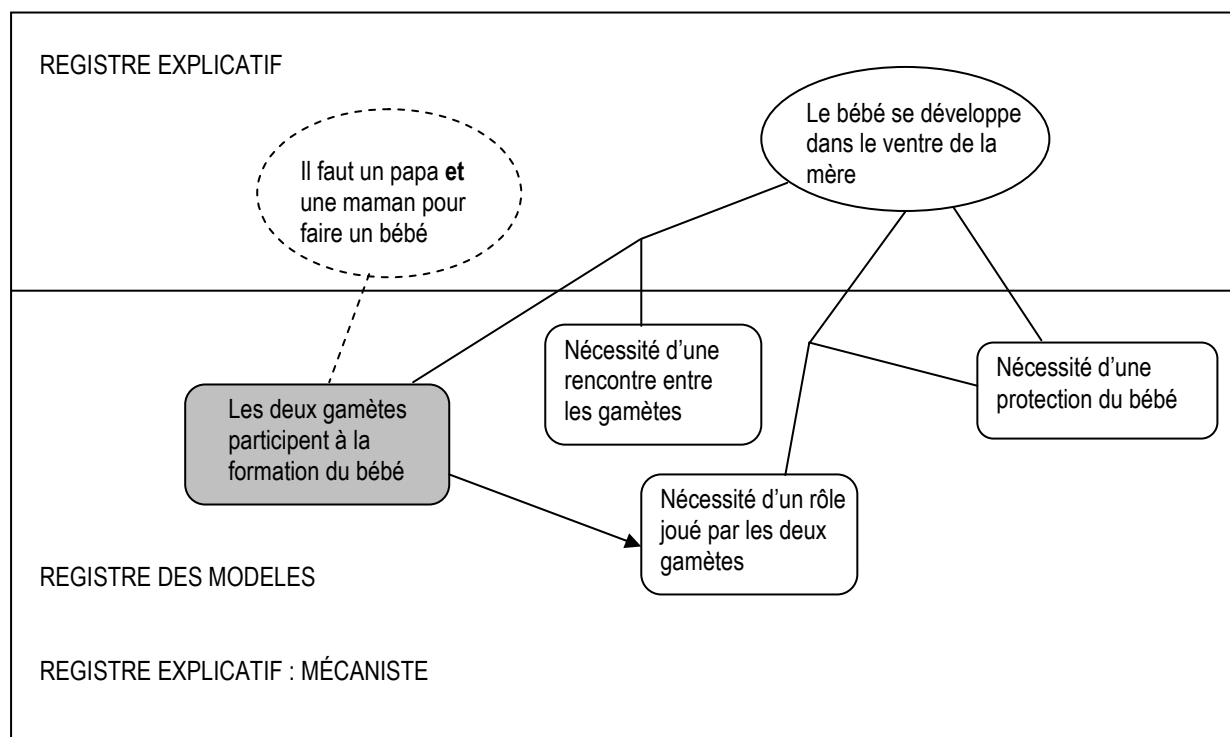 REGISTRE EXPLICATIF
Le bébé se développe
dans le ventre de la
mère
Il faut un papa et
une maman pour
faire un bébé
Nécessité d'une
rencontre entre
les gamètes
Nécessité d'une
protection du bébé
Les deux gamètes
participent à la
formation du bébé
Nécessité d'un rôle
joué par les deux
gamètes
REGISTRE DES MODELES
REGISTRE EXPLICATIF : MÉCANISTE